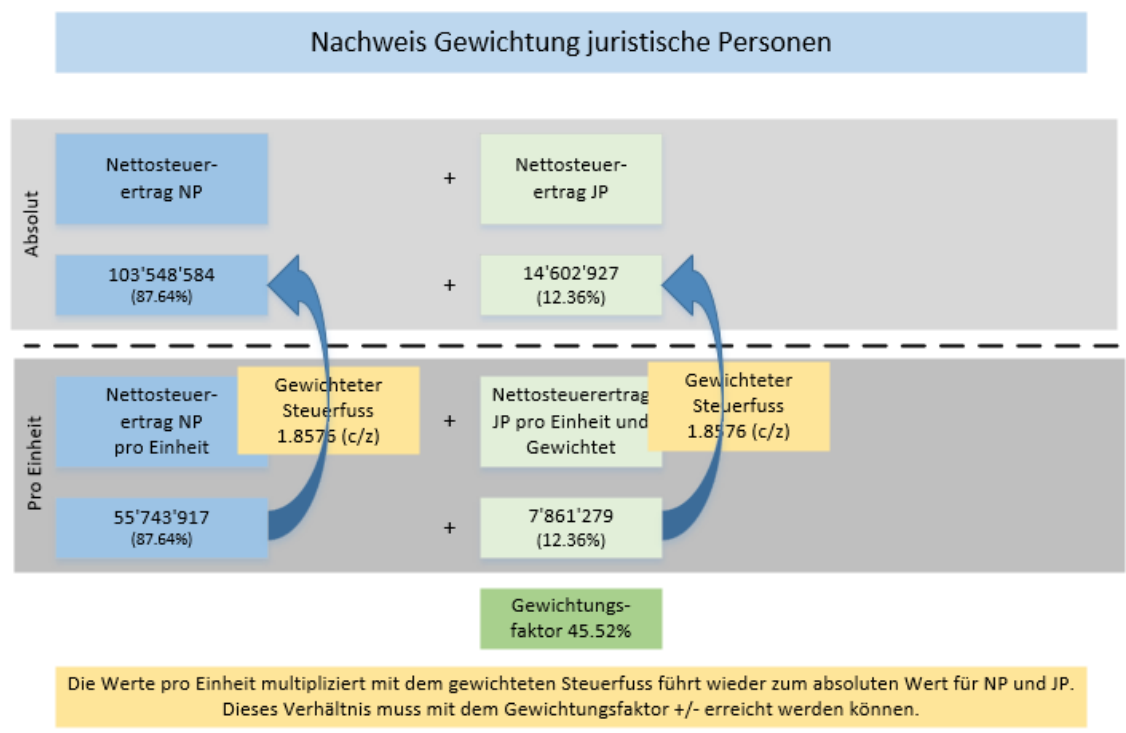 Nachweis Gewichtung juristische Personen
Absolut
Nettosteuer-
ertrag NP
+
Nettosteuer-
ertrag JP
103'548'584
(87.64%)
+
14'602'927
(12.36%)
Pro Einheit
Nettosteuer-
ertrag NP
pro Einheit
Gewichteter
Steuerfuss
1.8576 (c/z)
+
Nettosteuerertrag
JP pro Einheit und
Gewichtet
Gewichteter
Steuerfuss
1.8576 (c/z)
55'743'917
(87.64%)
+
7'861'279
(12.36%)
Gewichtungs-
faktor 45.52%
Die Werte pro Einheit multipliziert mit dem gewichteten Steuerfuss führt wieder zum absoluten Wert für NP und JP.
Dieses Verhältnis muss mit dem Gewichtungsfaktor +/- erreicht werden können.